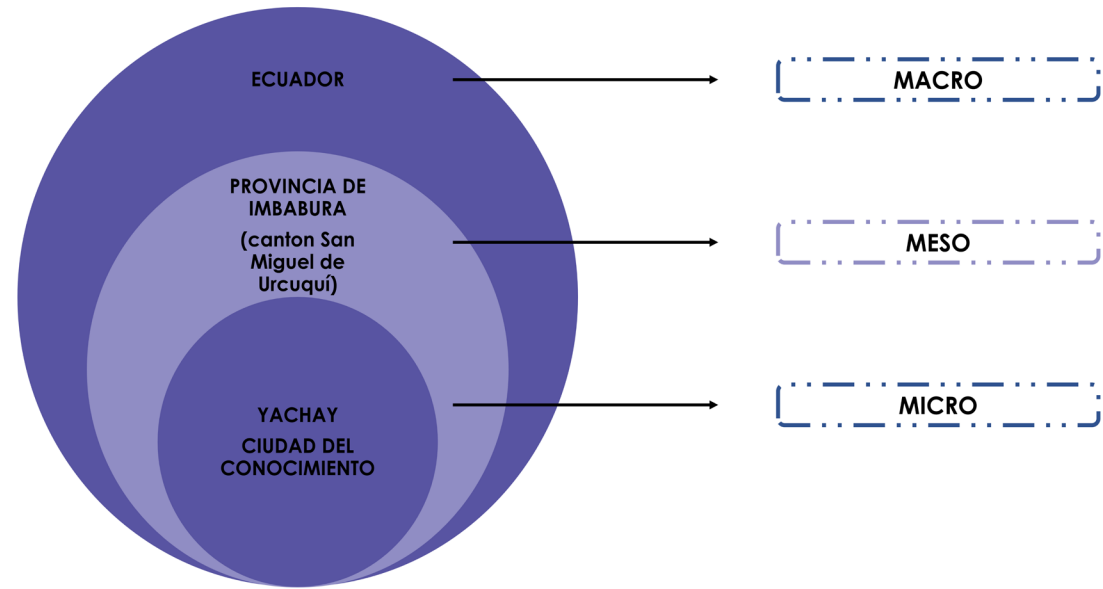 ECUADOR
MACRO
PROVINCIA DE
IMBABURA
(canton San
Miguel de
Urcuquí)
MESO
YACHAY
CIUDAD DEL
CONOCIMIENTO
MICRO